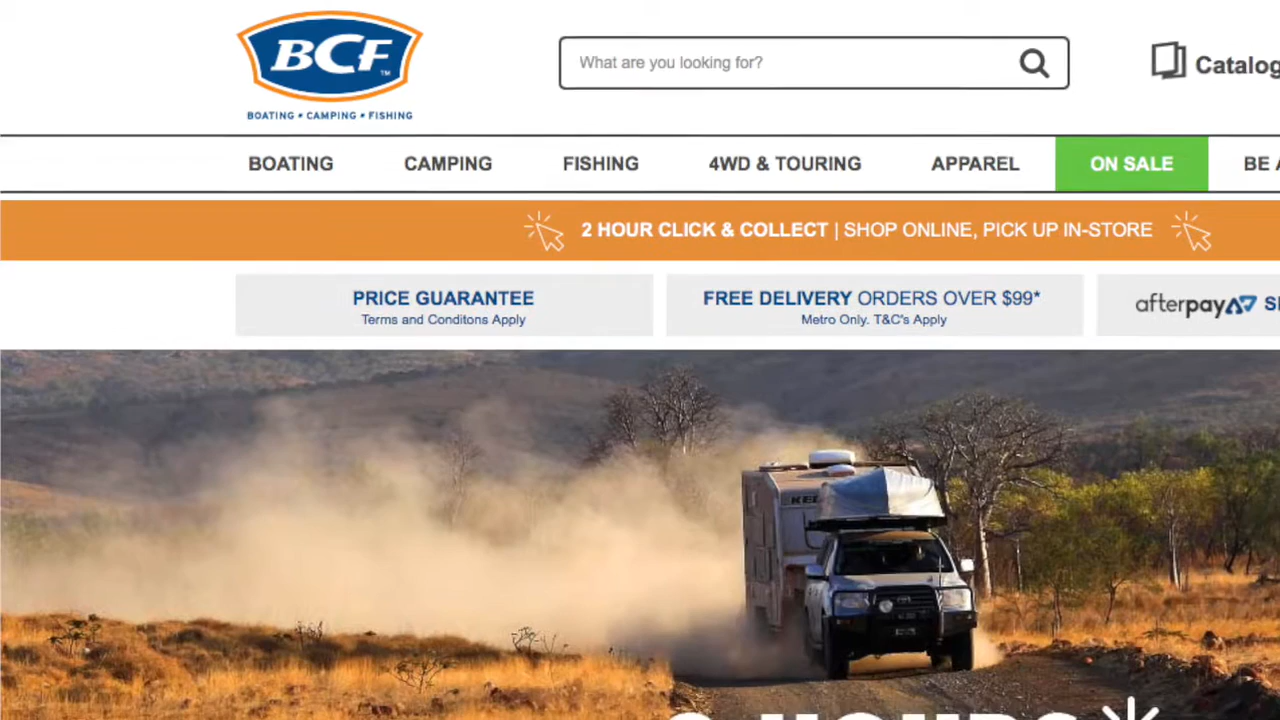 BCF™
BOATING • CAMPING • FISHING
What are you looking for?
Catalog
BOATING CAMPING FISHING 4WD & TOURING APPAREL ON SALE BE A
2 HOUR CLICK & COLLECT | SHOP ONLINE, PICK UP IN-STORE
PRICE GUARANTEE
Terms and Conditons Apply
FREE DELIVERY ORDERS OVER $99*
Metro Only. T&C's Apply
afterpay